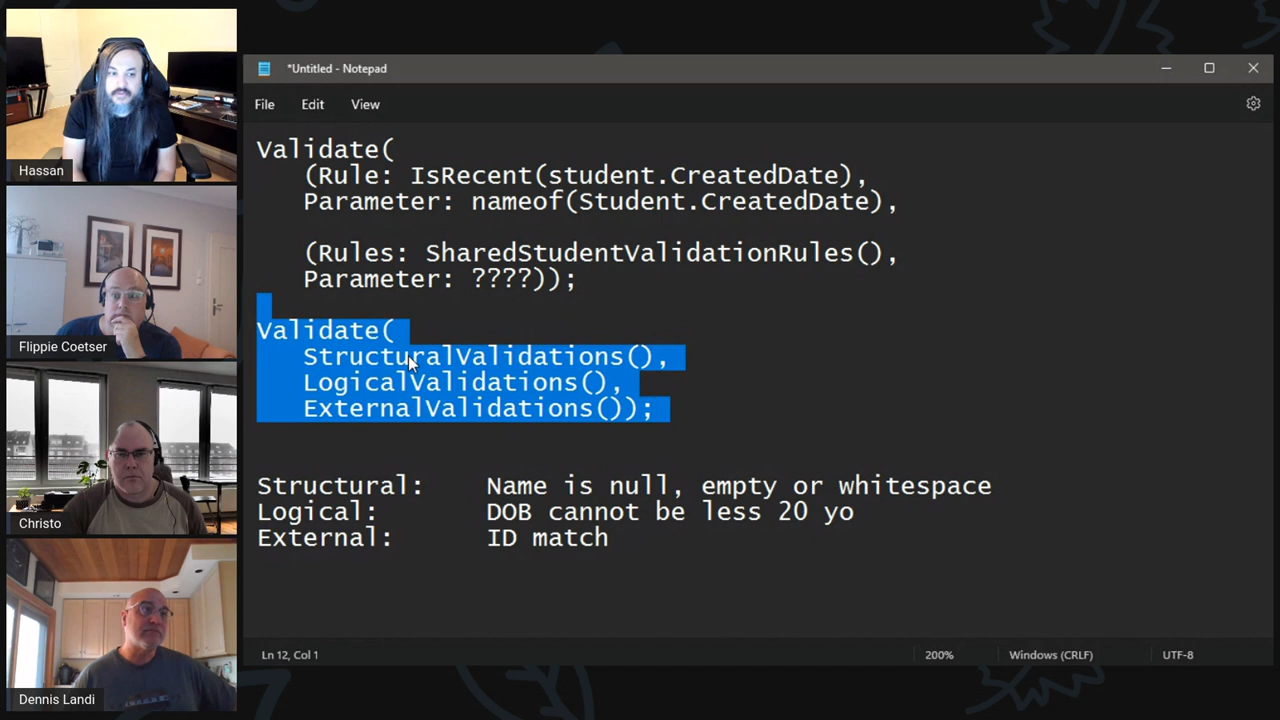 Hassan
Flippie Coetser
Christo
Dennis Landi
*Untitled - Notepad
File Edit View
Validate(
(Rule: IsRecent(student.CreatedDate),
Parameter: nameof(Student.CreatedDate),
(Rules: SharedStudentValidationRules(),
Parameter: ????));
Validate(
StructuralValidations(),
LogicalValidations(),
ExternalValidations());
Structural: Name is null, empty or whitespace
Logical: DOB cannot be less 20 yo
External: ID match
Ln 12, Col 1 200% Windows (CRLF) UTF-8